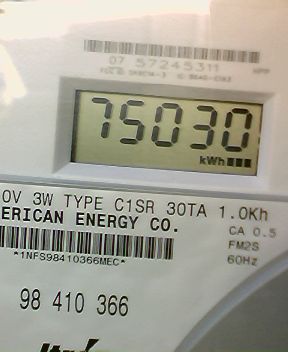 07 57245311
75030
kWh
0V 3W TYPE C1SR 30TA 1.0Kh
ERICAN ENERGY CO.
CA 0.5
FM2S
60Hz
*1NFS98410366MEC*
98 410 366